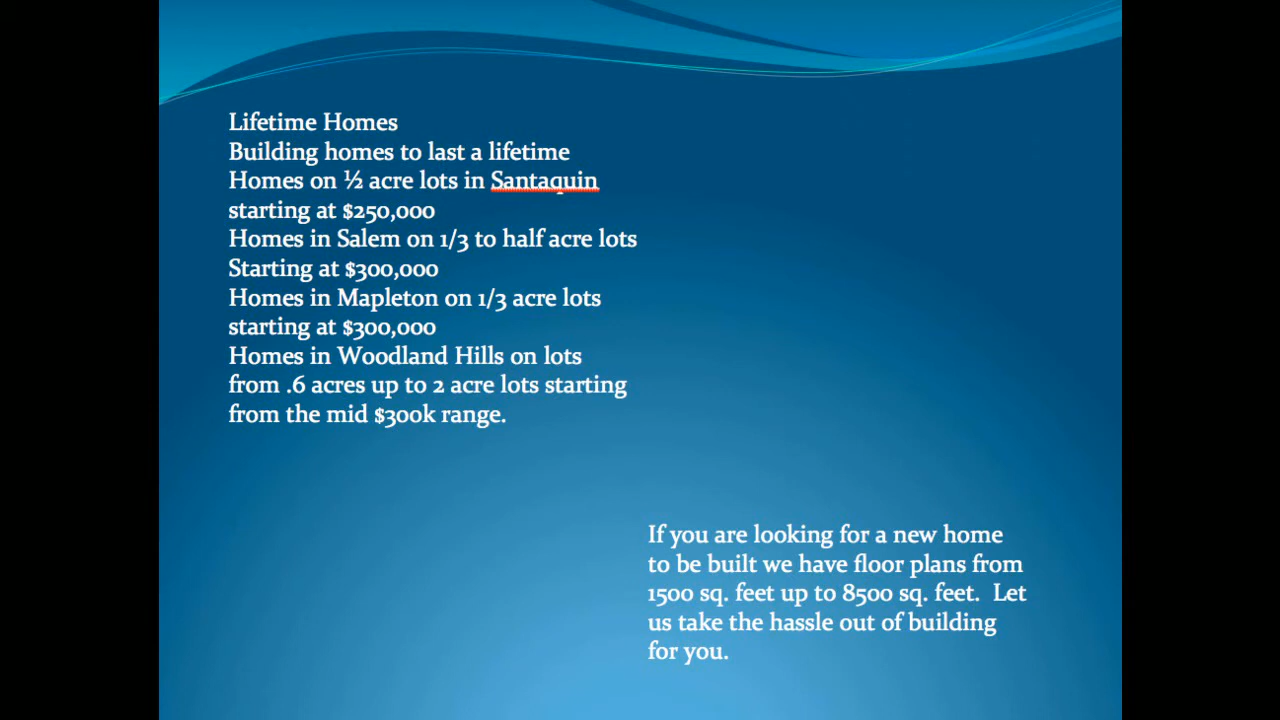 Lifetime Homes
Building homes to last a lifetime
Homes on ½ acre lots in Santaquin
starting at $250,000
Homes in Salem on 1/3 to half acre lots
Starting at $300,000
Homes in Mapleton on 1/3 acre lots
starting at $300,000
Homes in Woodland Hills on lots
from .6 acres up to 2 acre lots starting
from the mid $300k range.
If you are looking for a new home
to be built we have floor plans from
1500 sq. feet up to 8500 sq. feet.  Let
us take the hassle out of building
for you.